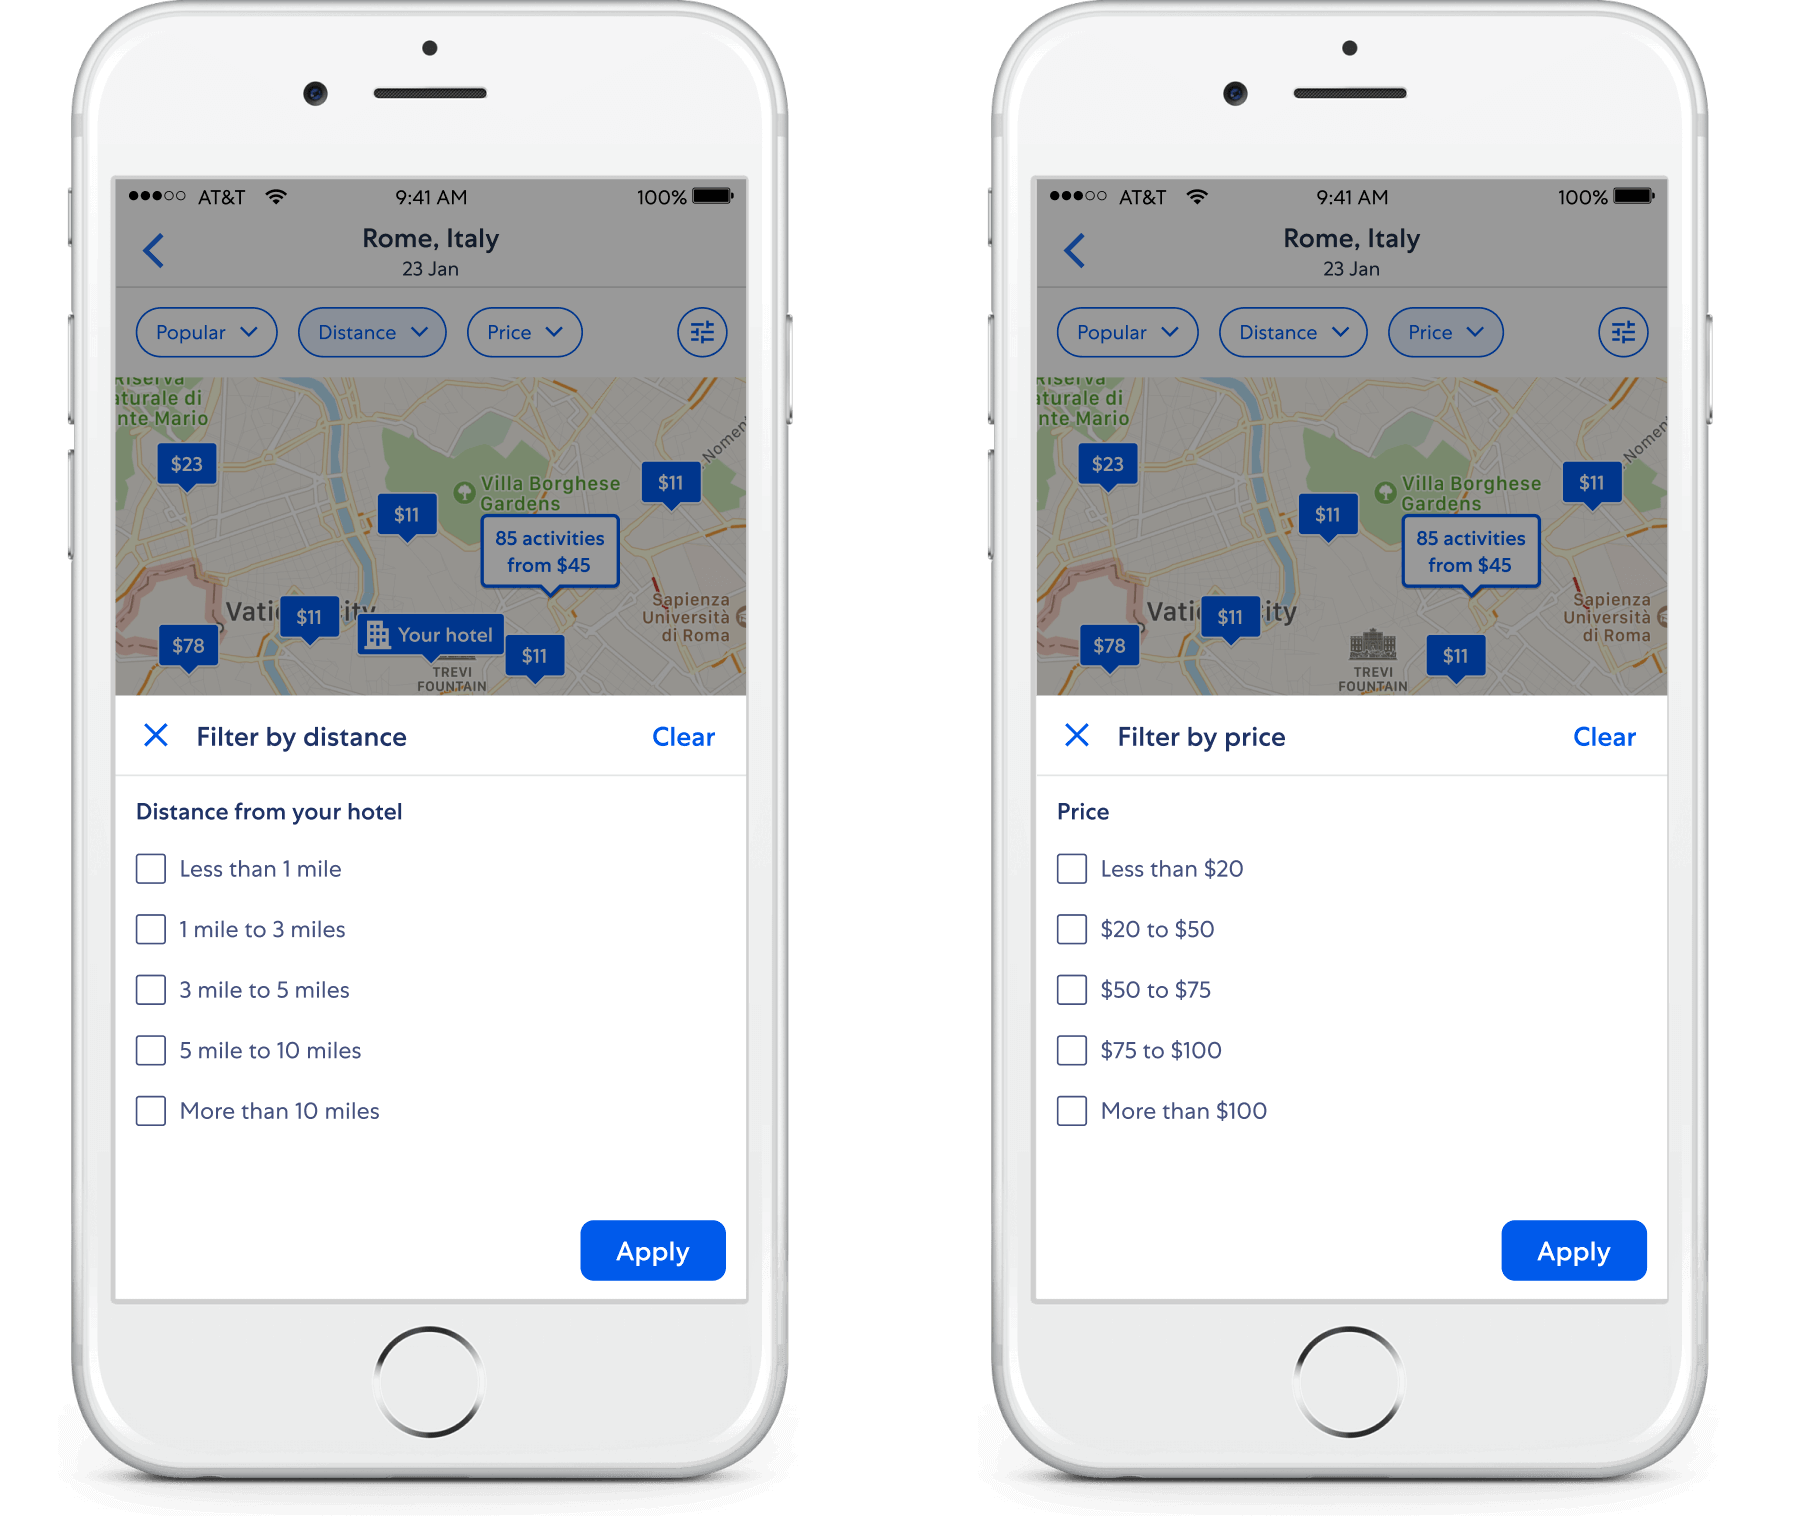 AT&T 9:41 AM 100%
Rome, Italy
23 Jan
Popular Distance Price
Riserva
aturale di
nte Mario
$23
Nomen
$11
Villa Borghese
Gardens
$11
85 activities
from $45
Sapienza
Università
di Roma
Vati ity
$11
Your hotel
$78
$11
TREVI
FOUNTAIN
Filter by distance Clear
Distance from your hotel
Less than 1 mile
1 mile to 3 miles
3 mile to 5 miles
5 mile to 10 miles
More than 10 miles
Apply
AT&T 9:41 AM 100%
Rome, Italy
23 Jan
Popular Distance Price
Riserva
aturale di
nte Mario
$23
Nomen
$11
Villa Borghese
Gardens
$11
85 activities
from $45
Sapienza
Università
di Roma
Vati ity
$11
$78
$11
TREVI
FOUNTAIN
Filter by price Clear
Price
Less than $20
$20 to $50
$50 to $75
$75 to $100
More than $100
Apply